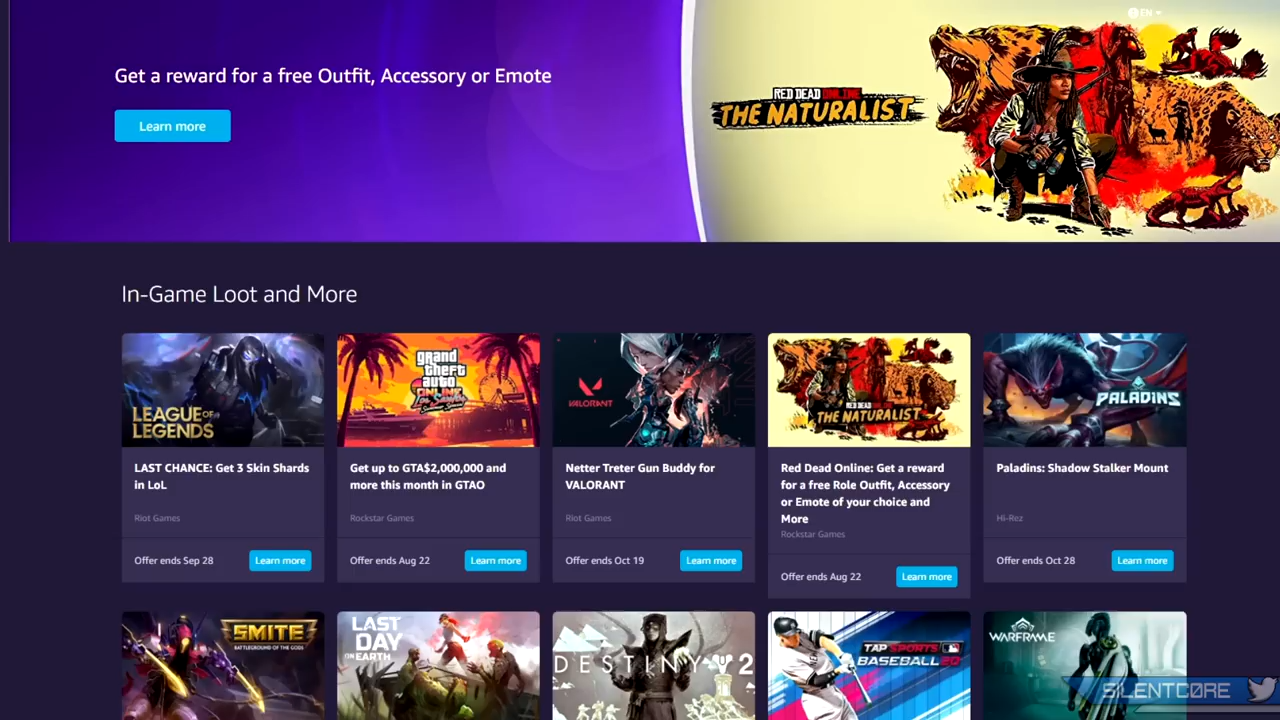 EN
Get a reward for a free Outfit, Accessory or Emote
Learn more
RED DEAD ONLINE
THE NATURALIST
In-Game Loot and More
LEAGUE OF
LEGENDS
LAST CHANCE: Get 3 Skin Shards
in LoL
Riot Games
Offer ends Sep 28
Learn more
grand
theft
auto
ONLINE
Get up to GTA$2,000,000 and
more this month in GTAO
Rockstar Games
Offer ends Aug 22
Learn more
VALORANT
Netter Treter Gun Buddy for
VALORANT
Riot Games
Offer ends Oct 19
Learn more
RED DEAD
THE NATURALIST
Red Dead Online: Get a reward
for a free Role Outfit, Accessory
or Emote of your choice and
More
Rockstar Games
Offer ends Aug 22
Learn more
PALADINS
Paladins: Shadow Stalker Mount
Hi-Rez
Offer ends Oct 28
Learn more
SMITE
BATTLEGROUND OF THE GODS
LAST
DAY
ON EARTH
DESTINY 2
TAP SPORTS
BASEBALL 20
WARFRAME
SILENTC0RE